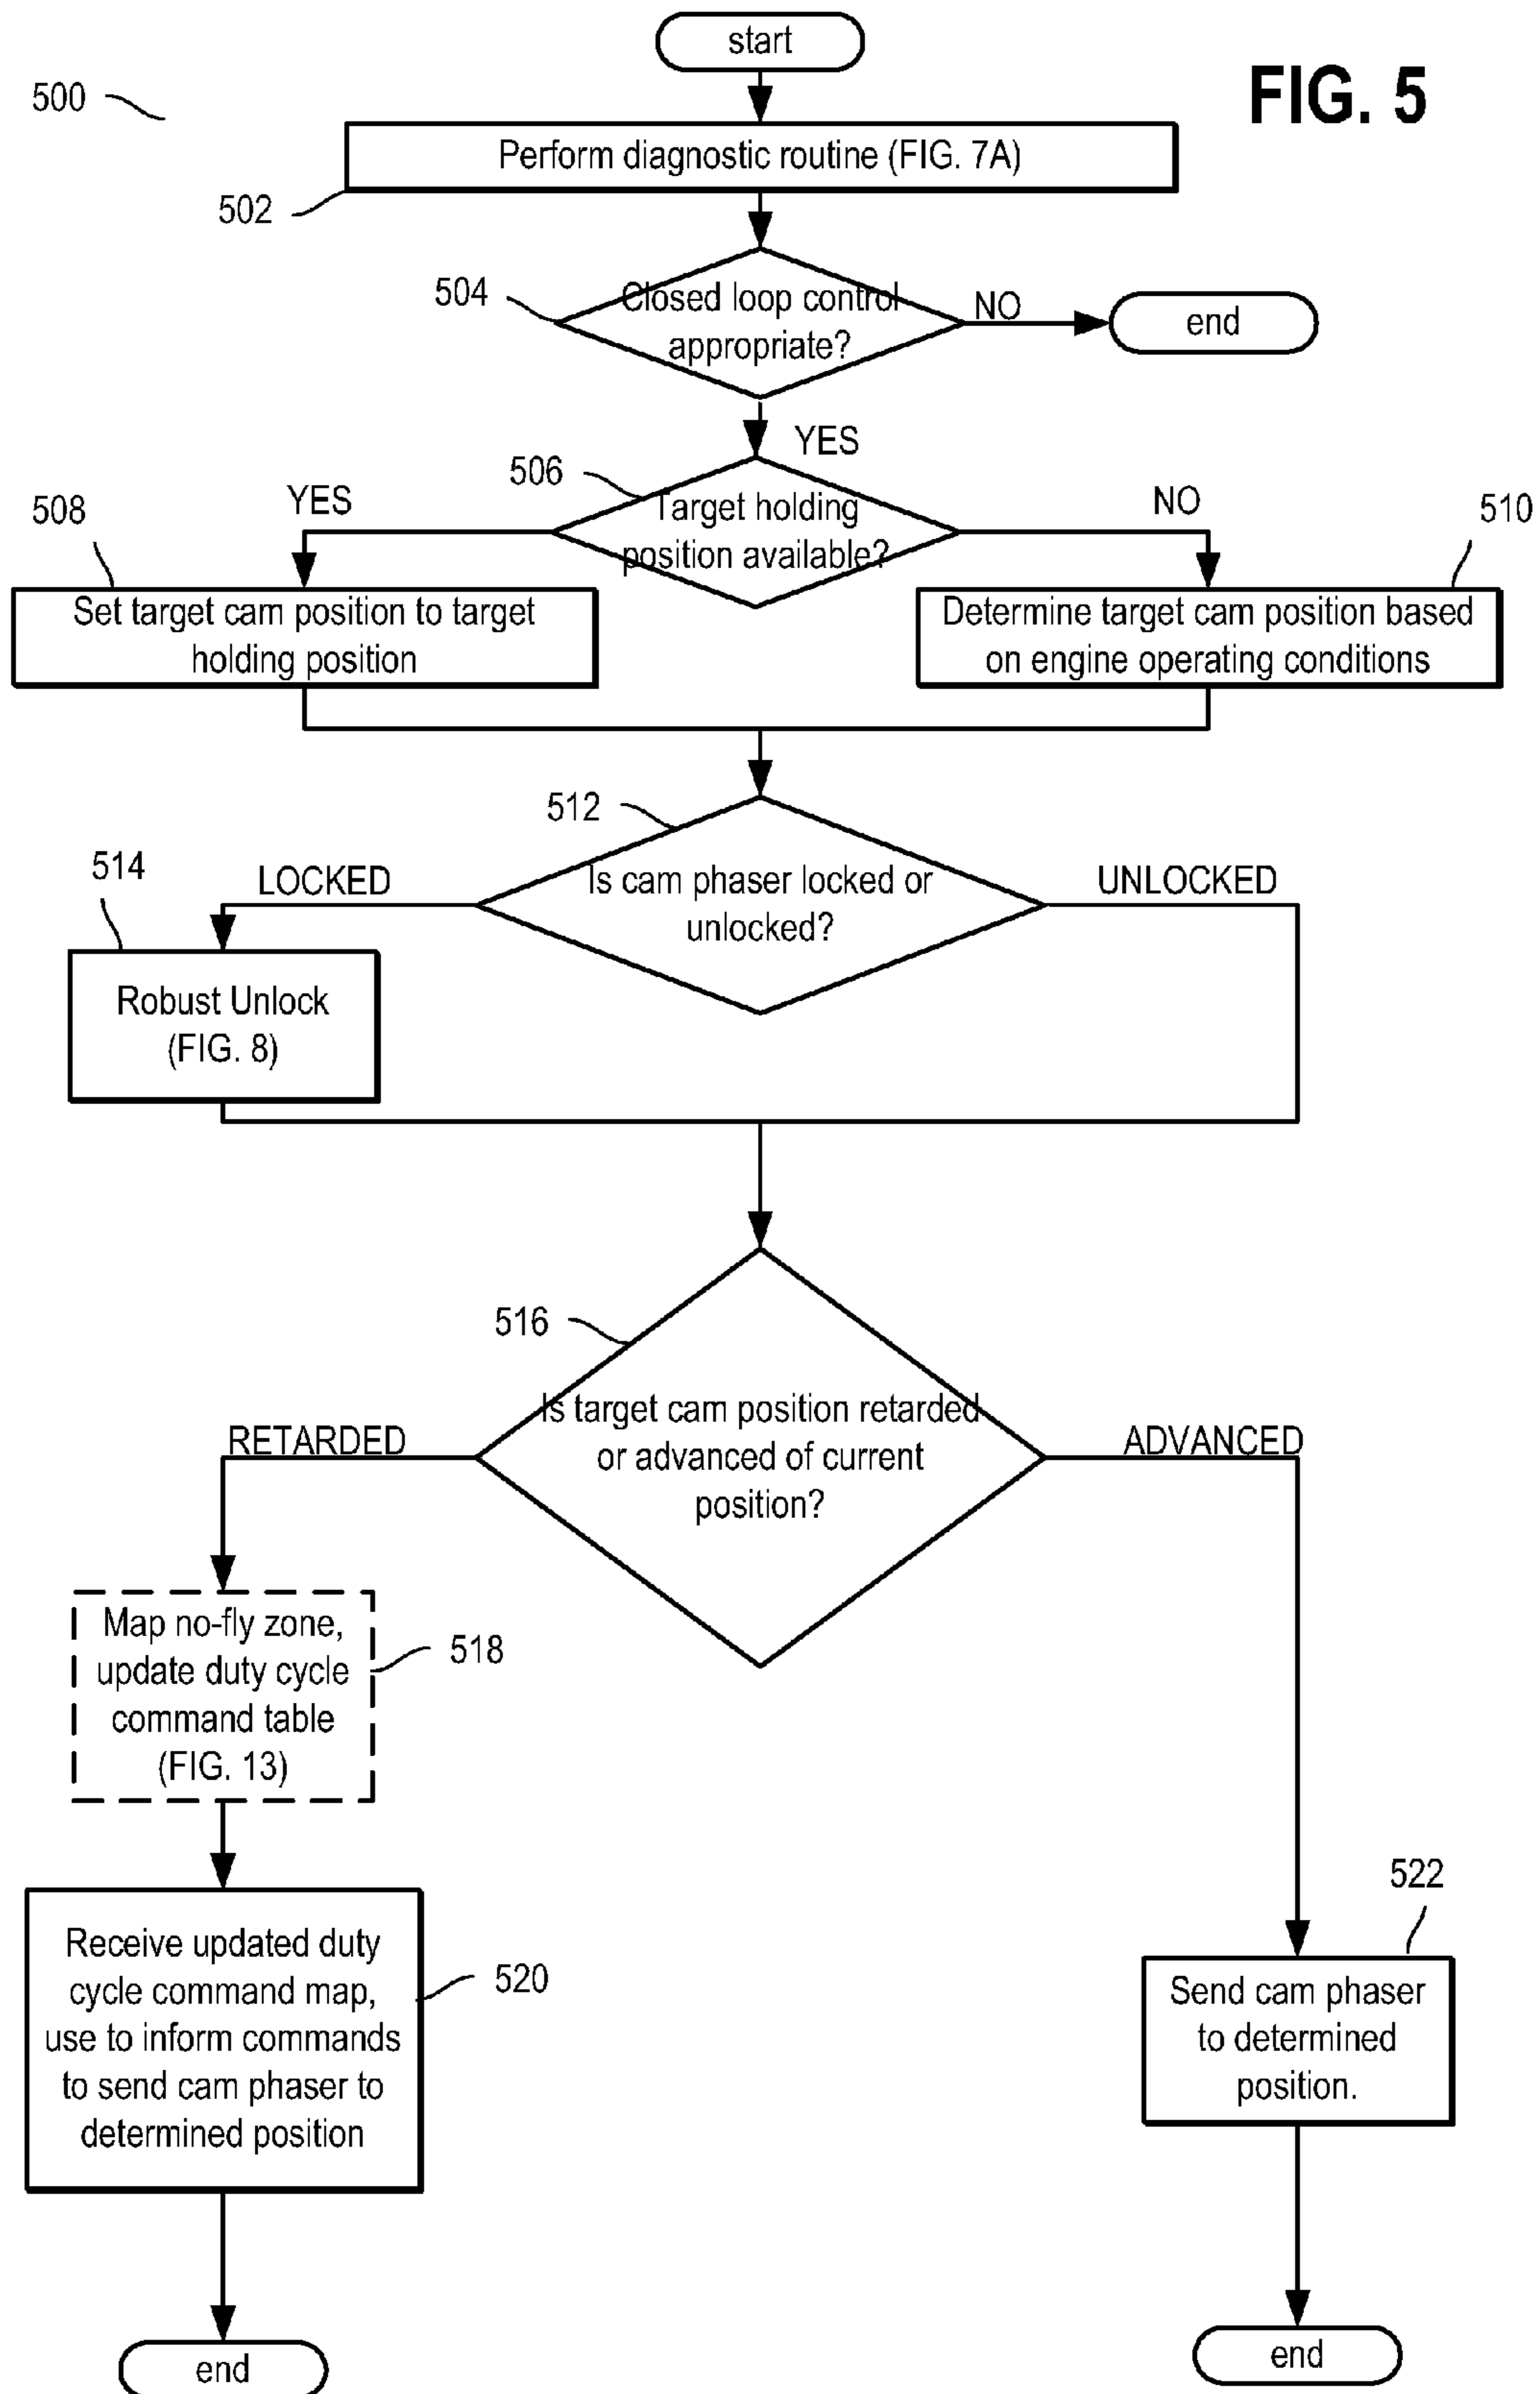 start
FIG. 5
500
Perform diagnostic routine (FIG. 7A)
502
504
Closed loop control
appropriate?
NO
end
YES
506
Target holding
position available?
YES
NO
508
510
Set target cam position to target
holding position
Determine target cam position based
on engine operating conditions
512
Is cam phaser locked or
unlocked?
LOCKED
UNLOCKED
514
Robust Unlock
(FIG. 8)
516
Is target cam position retarded
or advanced of current
position?
RETARDED
ADVANCED
Map no-fly zone,
update duty cycle
command table
(FIG. 13)
518
Receive updated duty
cycle command map,
use to inform commands
to send cam phaser to
determined position
520
522
Send cam phaser
to determined
position.
end
end